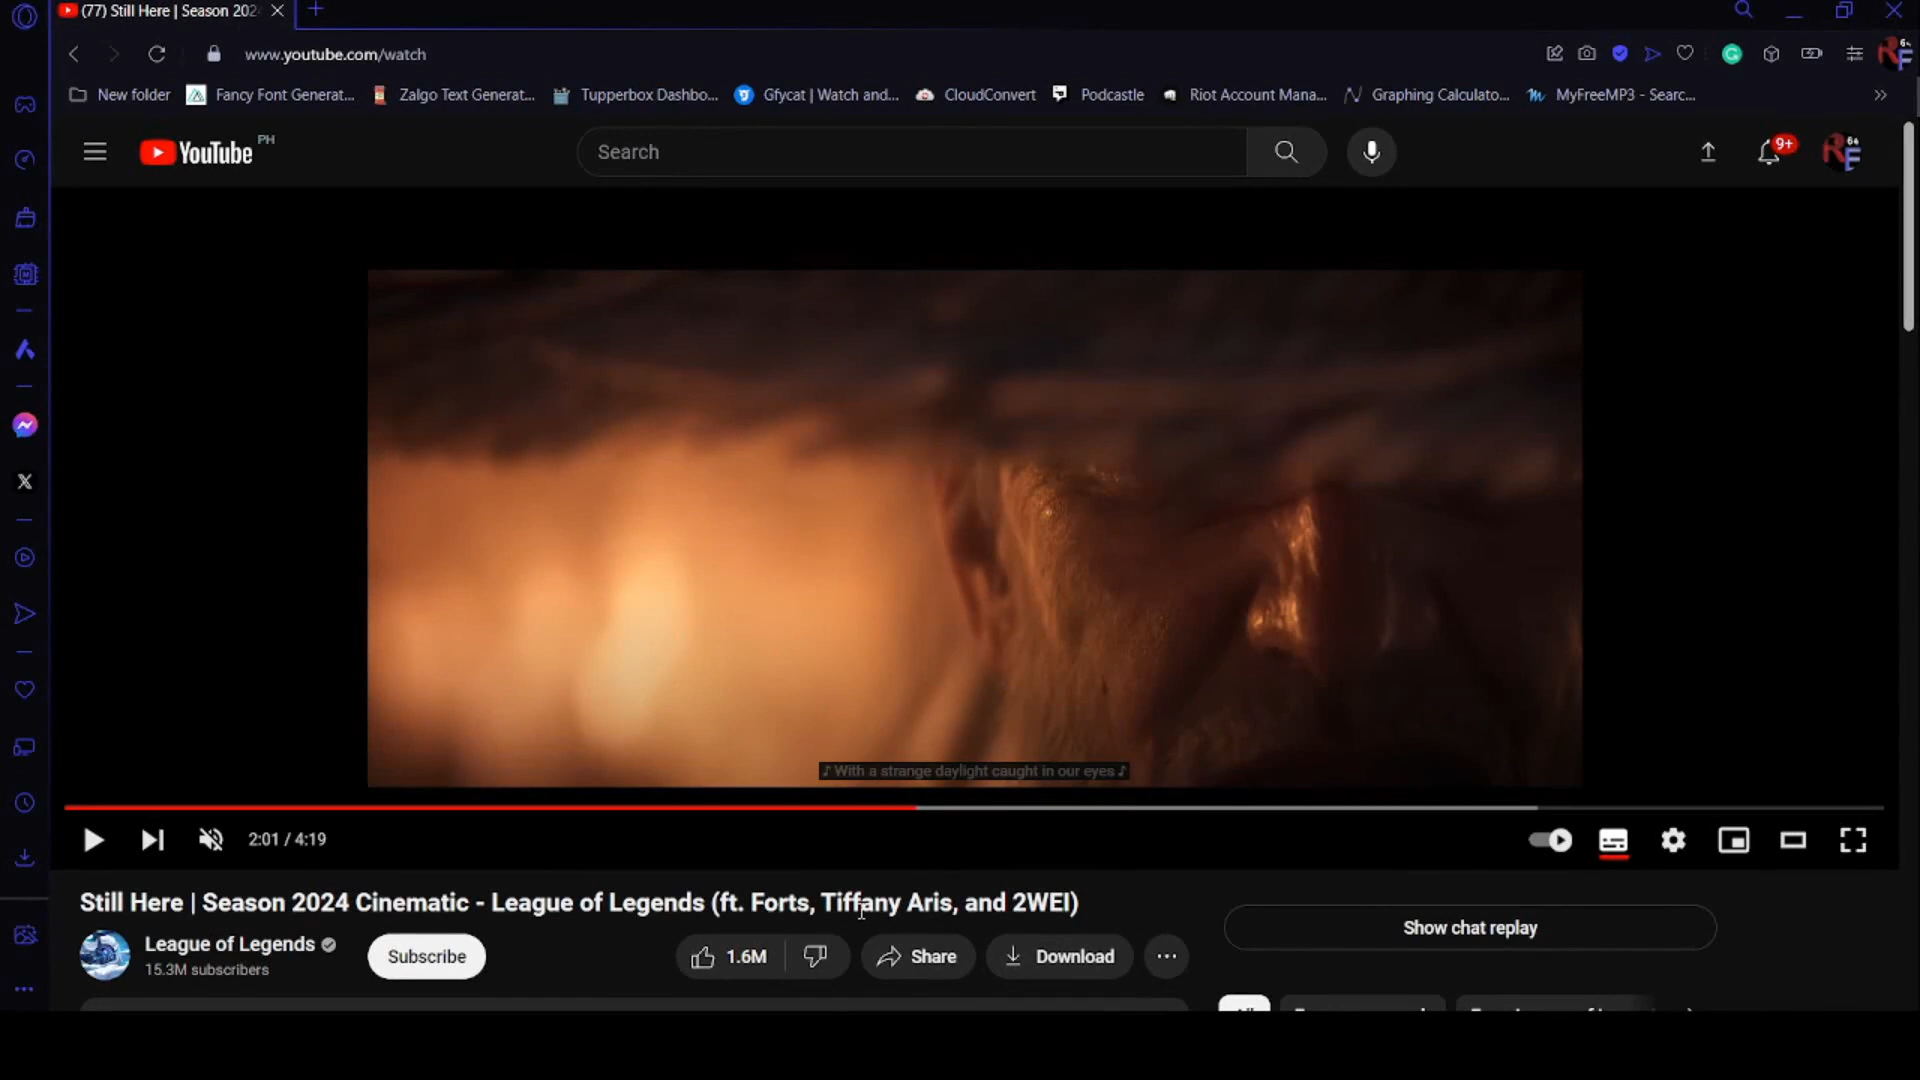 (77) Still Here | Season 202
www.youtube.com/watch
New folder
Fancy Font Generat...
Zalgo Text Generat...
Tupperbox Dashbo...
Gfycat | Watch and...
CloudConvert
Podcastle
Riot Account Mana...
Graphing Calculato...
MyFreeMP3 - Searc...
YouTube PH
Search
9+
♪ With a strange daylight caught in our eyes ♪
2:01 / 4:19
Still Here | Season 2024 Cinematic - League of Legends (ft. Forts, Tiffany Aris, and 2WEI)
League of Legends
15.3M subscribers
Subscribe
1.6M
Share
Download
Show chat replay